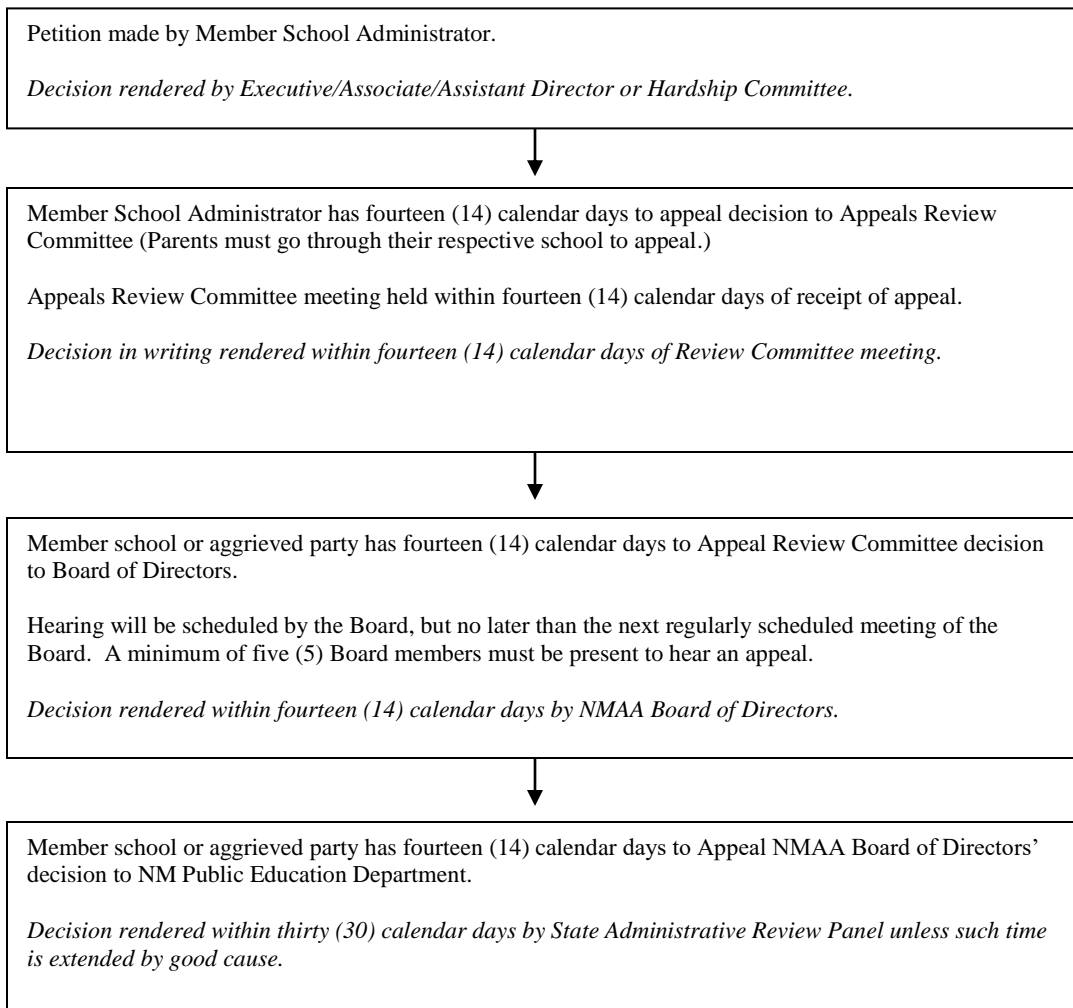 Petition made by Member School Administrator.
Decision rendered by Executive/Associate/Assistant Director or Hardship Committee.
Member School Administrator has fourteen (14) calendar days to appeal decision to Appeals Review
Committee (Parents must go through their respective school to appeal.)
Appeals Review Committee meeting held within fourteen (14) calendar days of receipt of appeal.
Decision in writing rendered within fourteen (14) calendar days of Review Committee meeting.
Member school or aggrieved party has fourteen (14) calendar days to Appeal Review Committee decision
to Board of Directors.
Hearing will be scheduled by the Board, but no later than the next regularly scheduled meeting of the
Board.  A minimum of five (5) Board members must be present to hear an appeal.
Decision rendered within fourteen (14) calendar days by NMAA Board of Directors.
Member school or aggrieved party has fourteen (14) calendar days to Appeal NMAA Board of Directors’
decision to NM Public Education Department.
Decision rendered within thirty (30) calendar days by State Administrative Review Panel unless such time
is extended by good cause.